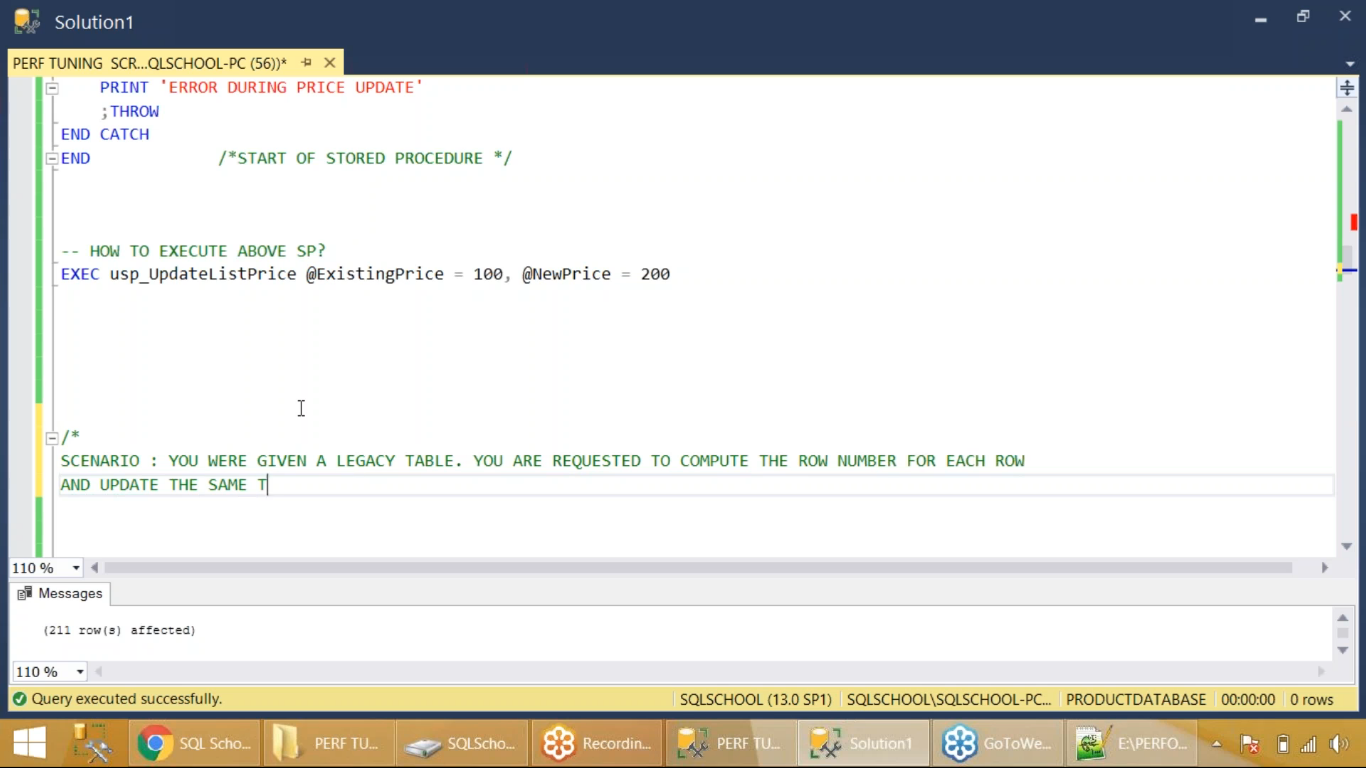 Solution1
PERF TUNING SCR...QLSCHOOL-PC (56))*
PRINT 'ERROR DURING PRICE UPDATE'
;THROW
END CATCH
END /*START OF STORED PROCEDURE */
-- HOW TO EXECUTE ABOVE SP?
EXEC usp_UpdateListPrice @ExistingPrice = 100, @NewPrice = 200
/*
SCENARIO : YOU WERE GIVEN A LEGACY TABLE. YOU ARE REQUESTED TO COMPUTE THE ROW NUMBER FOR EACH ROW
AND UPDATE THE SAME T
110 %
Messages
(211 row(s) affected)
110 %
Query executed successfully. SQLSCHOOL (13.0 SP1) SQLSCHOOL\SQLSCHOOL-PC... PRODUCTDATABASE 00:00:00 0 rows
SQL Scho... PERF TU... SQLScho... Recordin... PERF TU... Solution1 GoToWe... E:\PERFO...